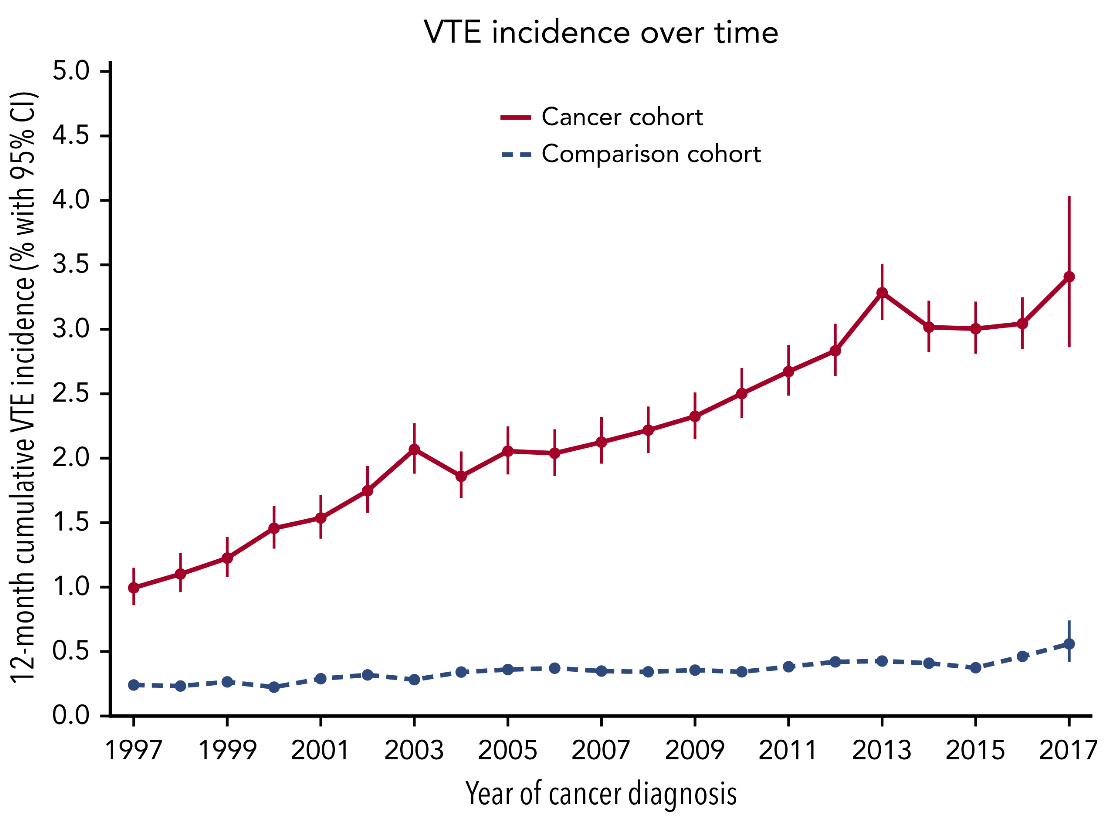 VTE incidence over time
12-month cumulative VTE incidence (% with 95% CI)
5.0
4.5
4.0
3.5
3.0
2.5
2.0
1.5
1.0
0.5
0.0
Cancer cohort
Comparison cohort
1997 1999 2001 2003 2005 2007 2009 2011 2013 2015 2017
Year of cancer diagnosis